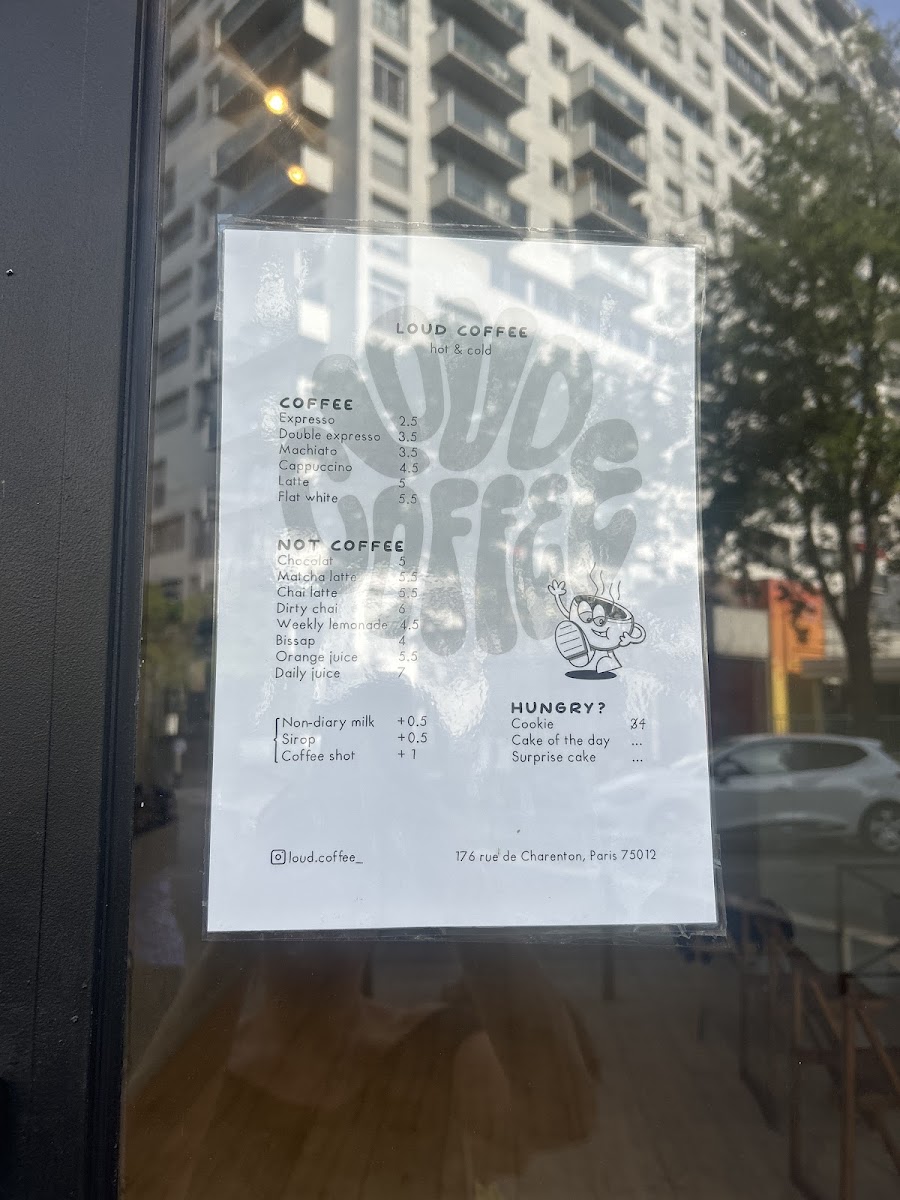 LOUD COFFEE
hot & cold
LOUD
COFFEE
COFFEE
Expresso 2.5
Double expresso 3.5
Machiato 3.5
Cappuccino 4.5
Latte 5
Flat white 5.5
NOT COFFEE
Chocolat 5
Matcha latte 5.5
Chai latte 5.5
Dirty chai 6
Weekly lemonade 4.5
Bissap 4
Orange juice 5.5
Daily juice 7
Non-diary milk +0.5
Sirop +0.5
Coffee shot + 1
HUNGRY?
Cookie
Cake of the day ...
Surprise cake ...
loud.coffee_
176 rue de Charenton, Paris 75012